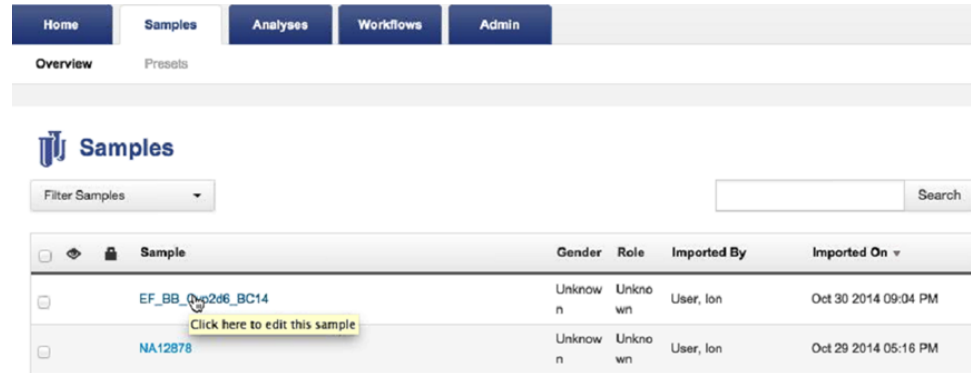 Home Samples Analyses Workflows Admin
Overview Presets
Samples
Filter Samples Search
Sample Gender Role Imported By Imported On
EF_BB_Cyp2d6_BC14 Unknow Unkno User, Ion Oct 30 2014 09:04 PM
n wn
Click here to edit this sample
NA12878 Unknow Unkno User, Ion Oct 29 2014 05:16 PM
n wn